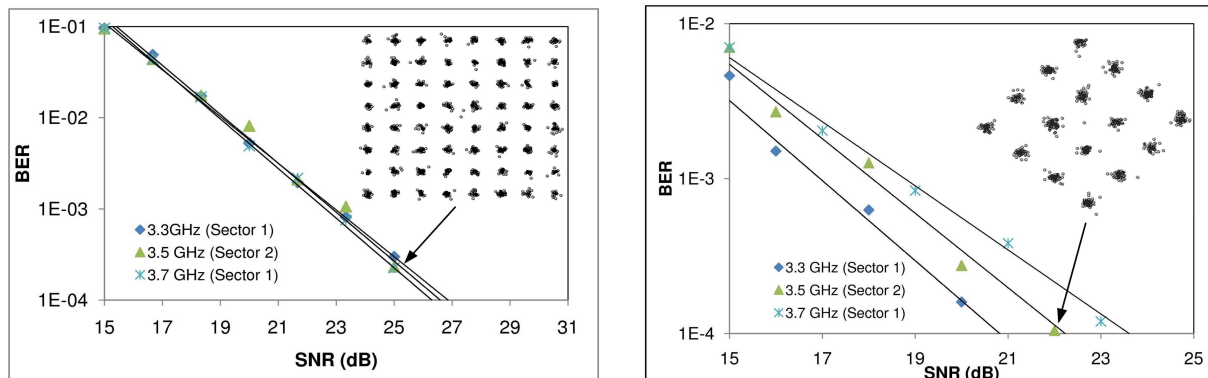 1E-01
1E-02
1E-03
1E-04
BER
3.3GHz (Sector 1)
3.5 GHz (Sector 2)
3.7 GHz (Sector 1)
15 17 19 21 23 25 27 29 31
SNR (dB)
1E-2
1E-3
1E-4
BER
3.3 GHz (Sector 1)
3.5 GHz (Sector 2)
3.7 GHz (Sector 1)
15 17 19 21 23 25
SNR (dB)